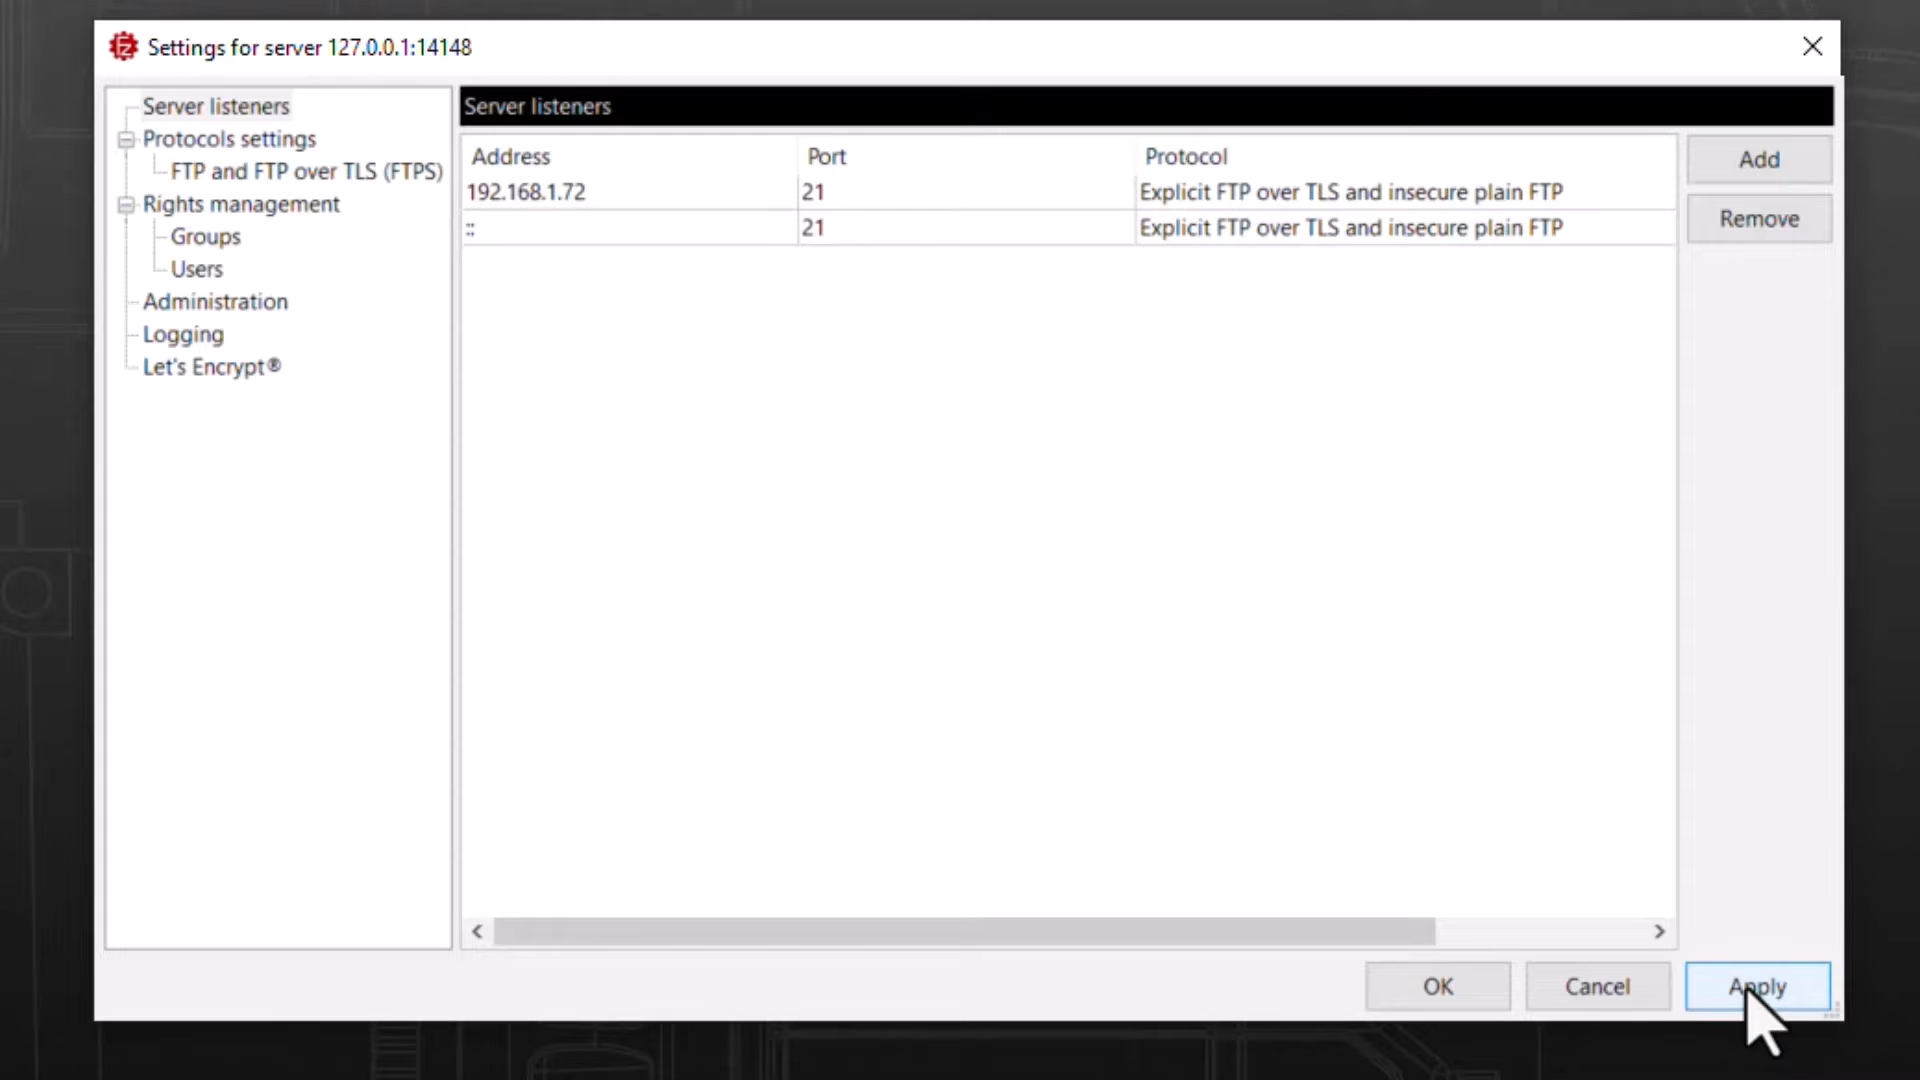 Settings for server 127.0.0.1:14148
Server listeners
Protocols settings
FTP and FTP over TLS (FTPS)
Rights management
Groups
Users
Administration
Logging
Let's Encrypt®
Server listeners
Address Port Protocol
192.168.1.72 21 Explicit FTP over TLS and insecure plain FTP
:: 21 Explicit FTP over TLS and insecure plain FTP
Add
Remove
OK Cancel Apply